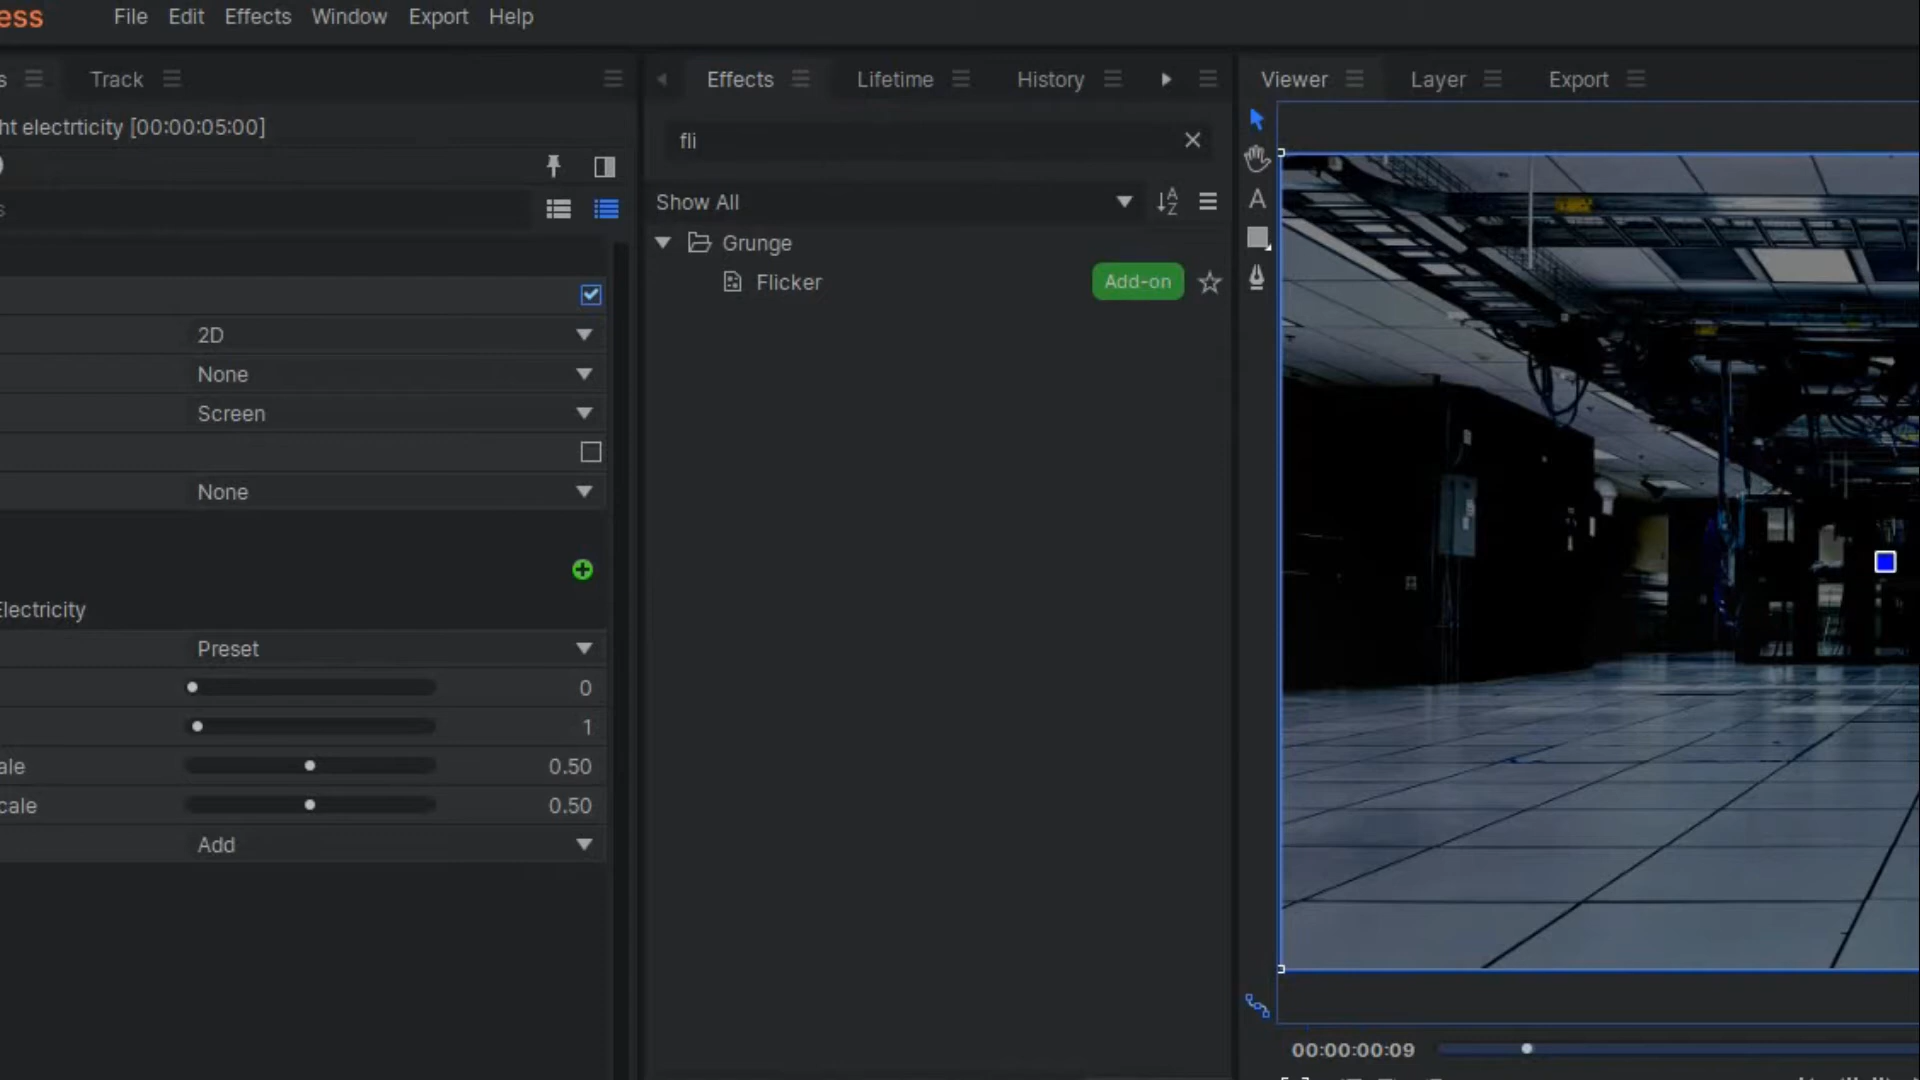 ess File Edit Effects Window Export Help
s Track Effects Lifetime History Viewer Layer Export
ht electrticity [00:00:05:00]
fli
s
Show All
Grunge
Flicker Add-on
A
2D
None
Screen
None
Electricity
Preset
0
1
ale 0.50
cale 0.50
Add
00:00:00:09